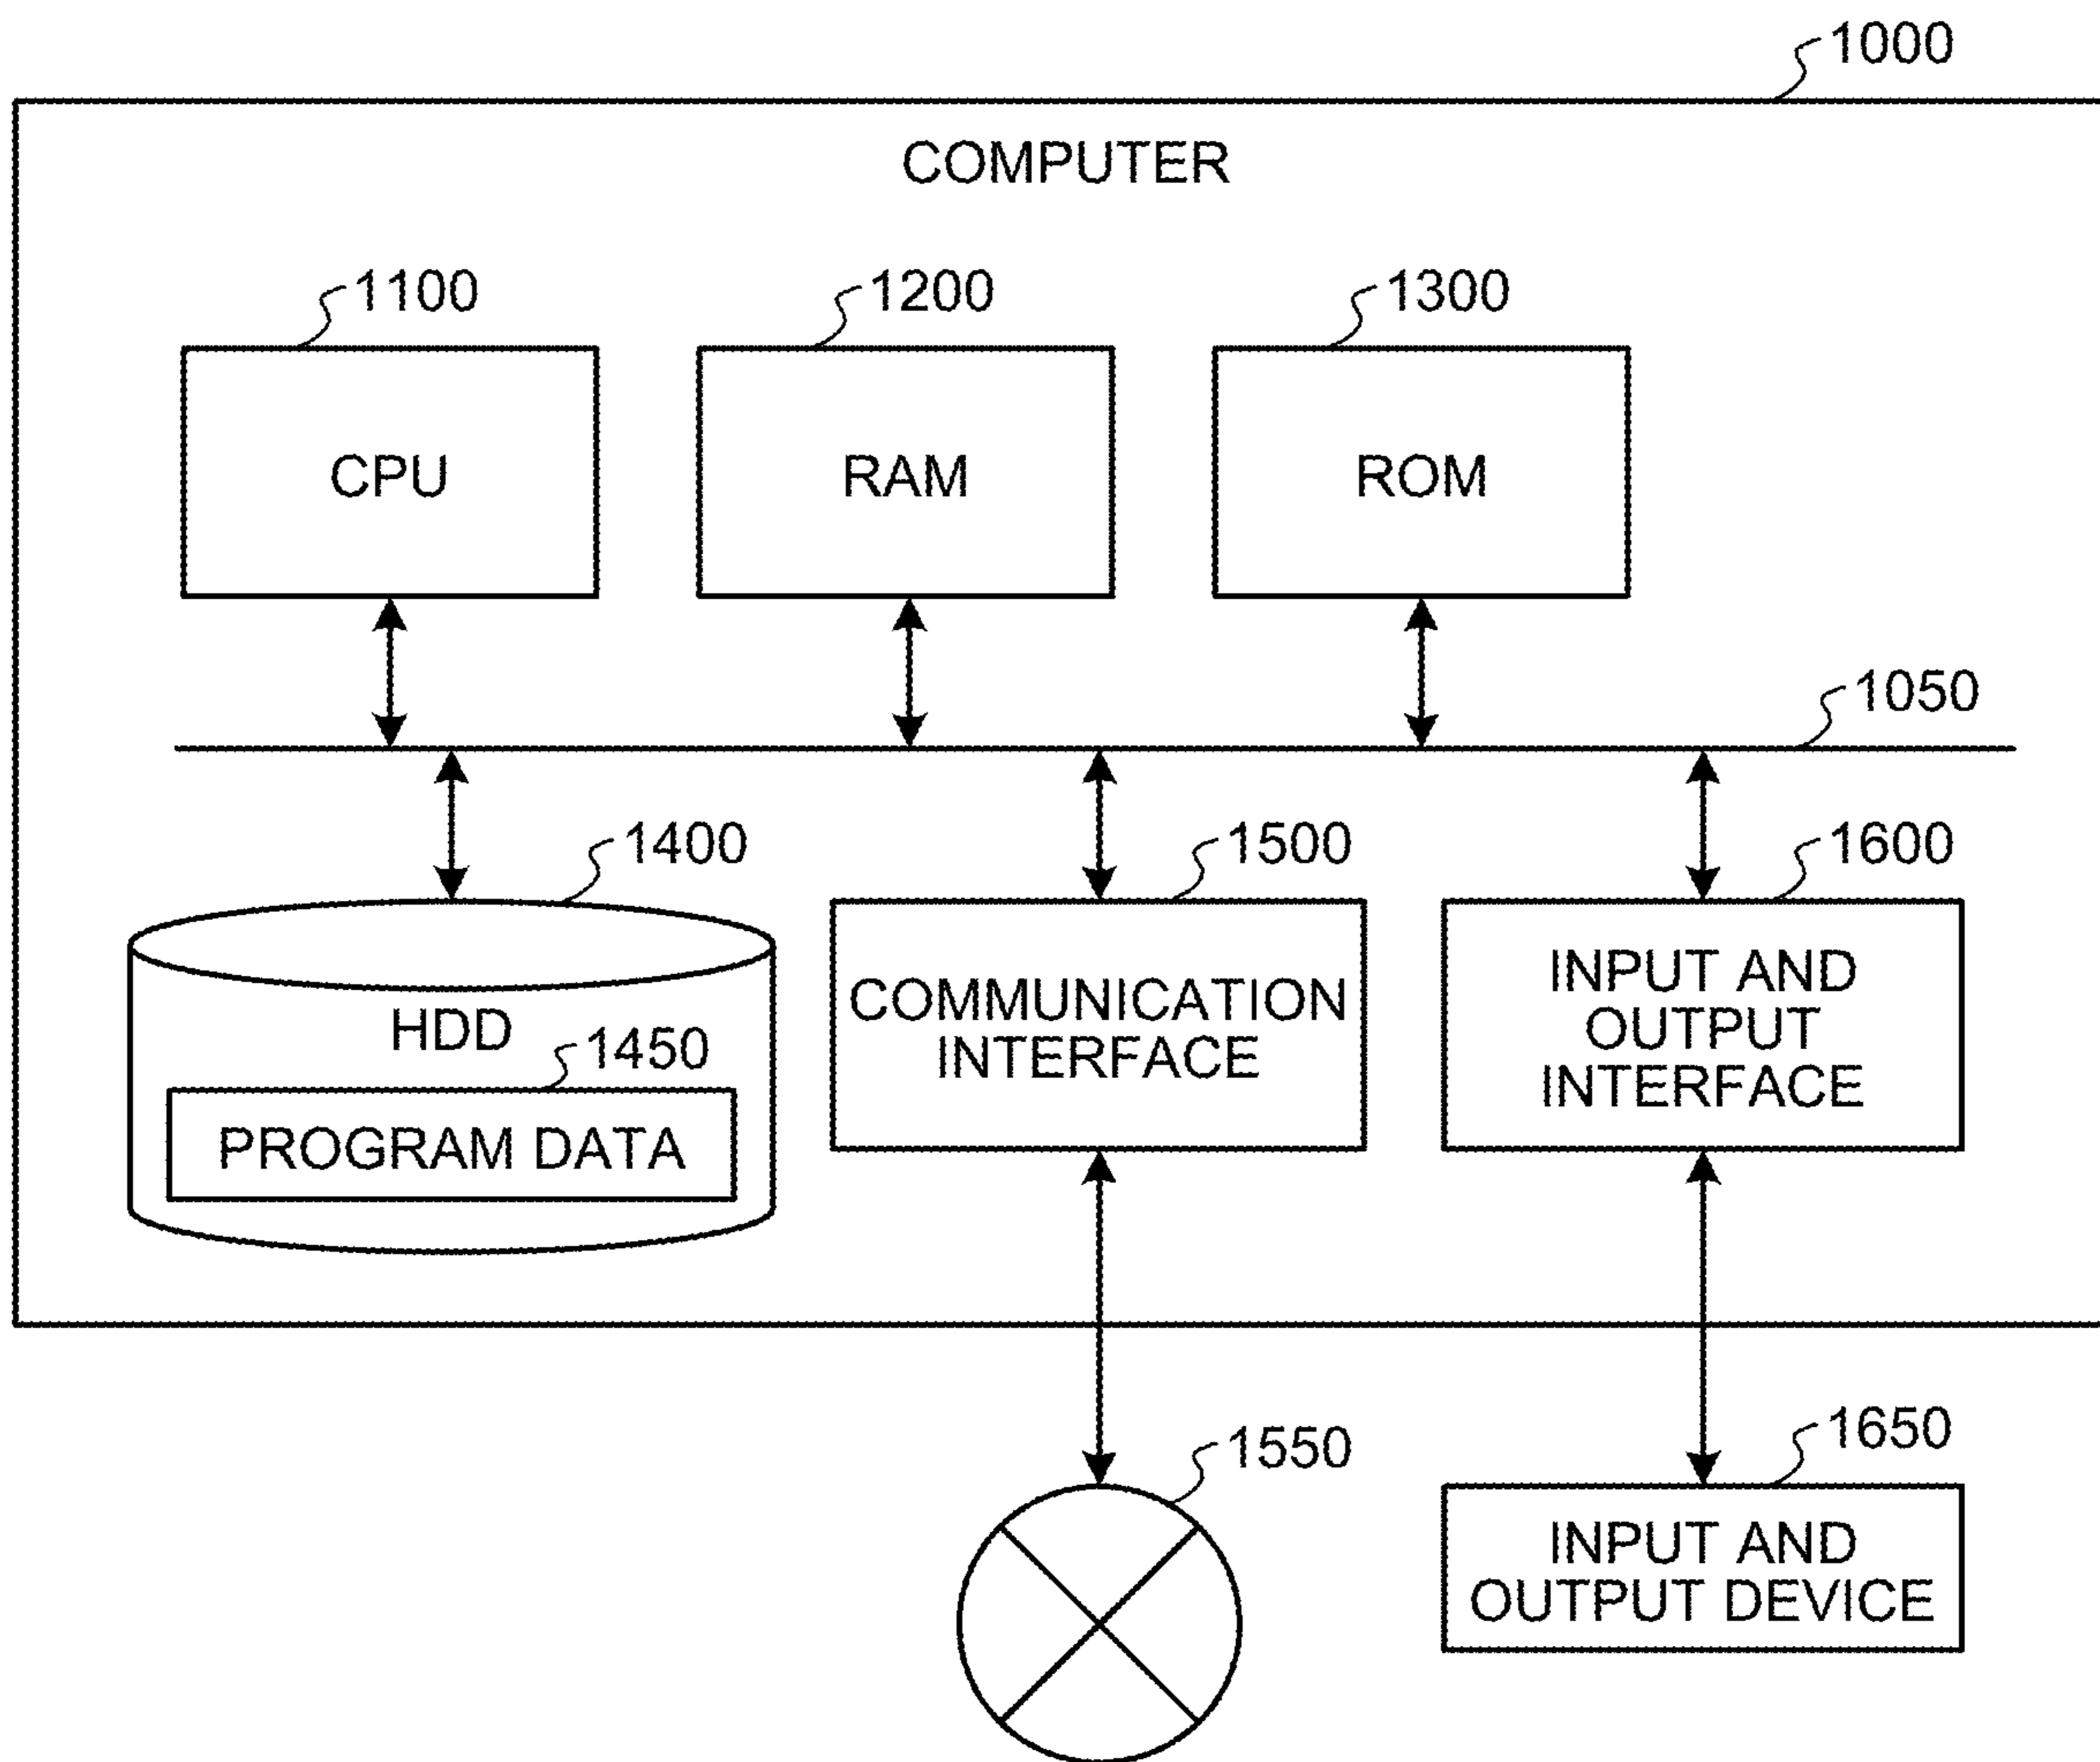 1000
COMPUTER
1100
1200
1300
CPU
RAM
ROM
1050
1400
1500
1600
HDD
1450
PROGRAM DATA
COMMUNICATION
INTERFACE
INPUT AND
OUTPUT
INTERFACE
1550
1650
INPUT AND
OUTPUT DEVICE